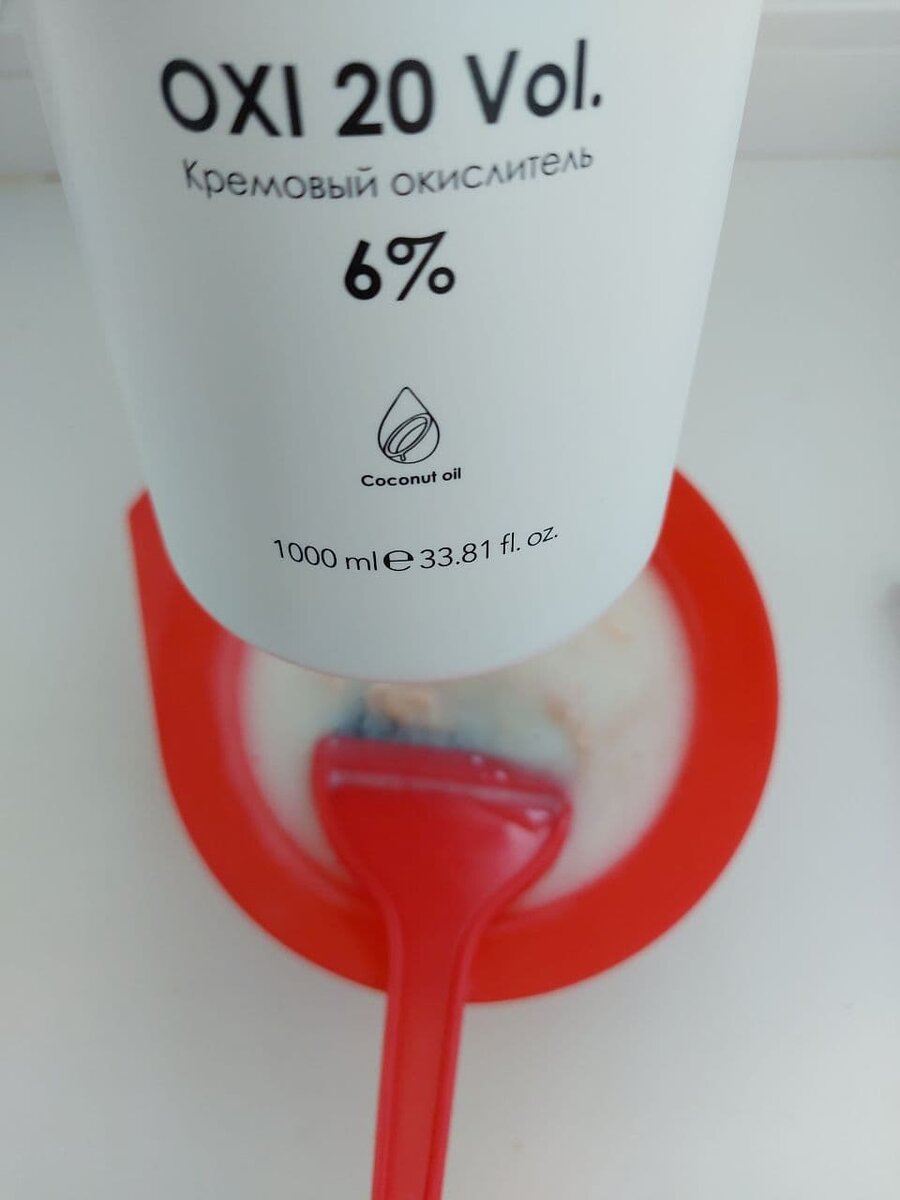 OXI 20 Vol.
Кремовый окислитель
6%
Coconut oil
1000 ml ℮ 33.81 fl. oz.